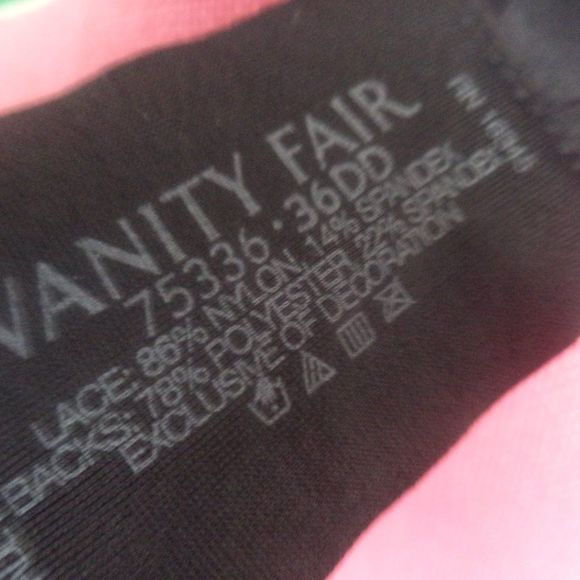 VANITY FAIR
75336 · 36DD
LACE: 86% NYLON, 14% SPANDEX
BACKS: 78% POLYESTER, 22% SPANDEX
EXCLUSIVE OF DECORATION